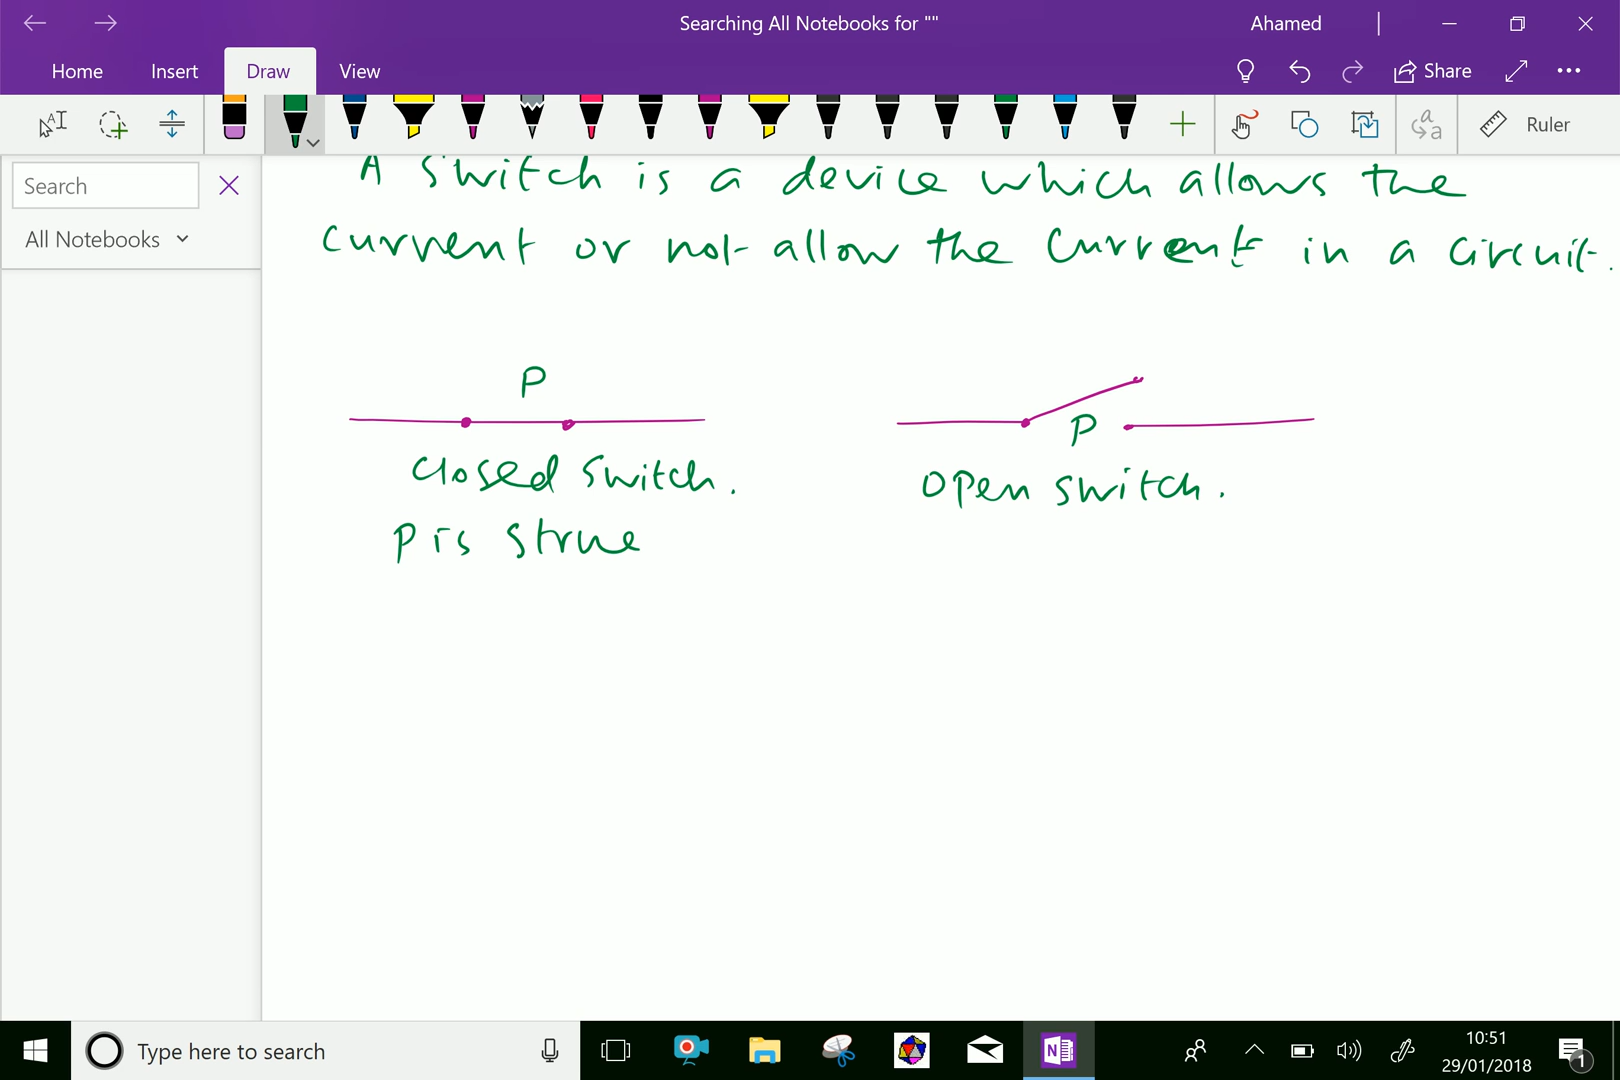 Searching All Notebooks for ""
Ahamed
Home
Insert
Draw
View
Share
Ruler
Search
All Notebooks
A switch is a device which allows the
current or not allow the current in a circuit.
P
P
closed switch.
open switch.
P is strue
Type here to search
10:51
29/01/2018
1